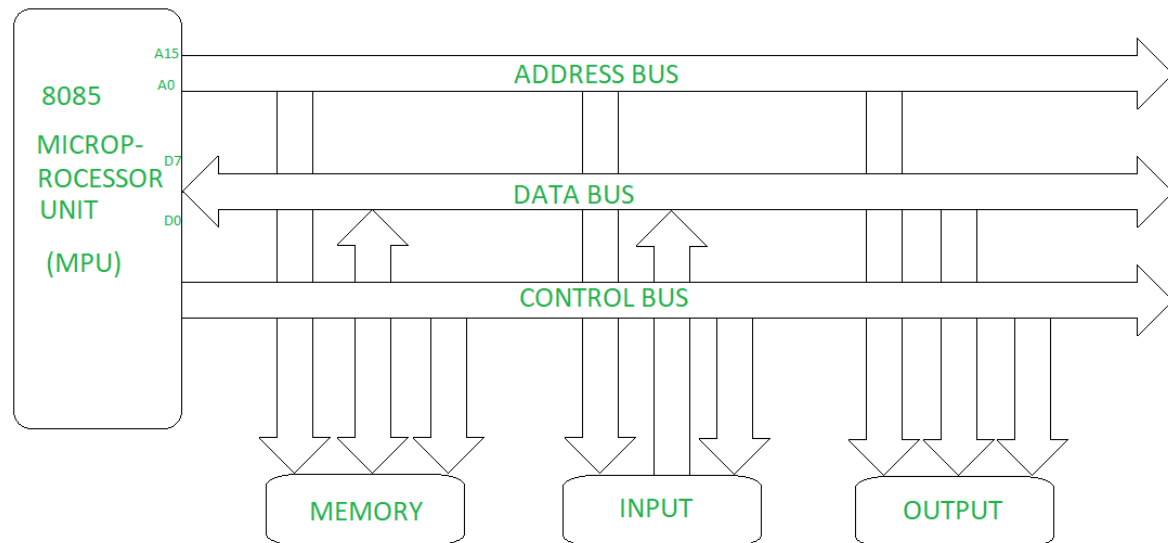 A15
ADDRESS BUS
A0
8085
MICROP-
D7
ROCESSOR
DATA BUS
UNIT
D0
(MPU)
CONTROL BUS
MEMORY
INPUT
OUTPUT